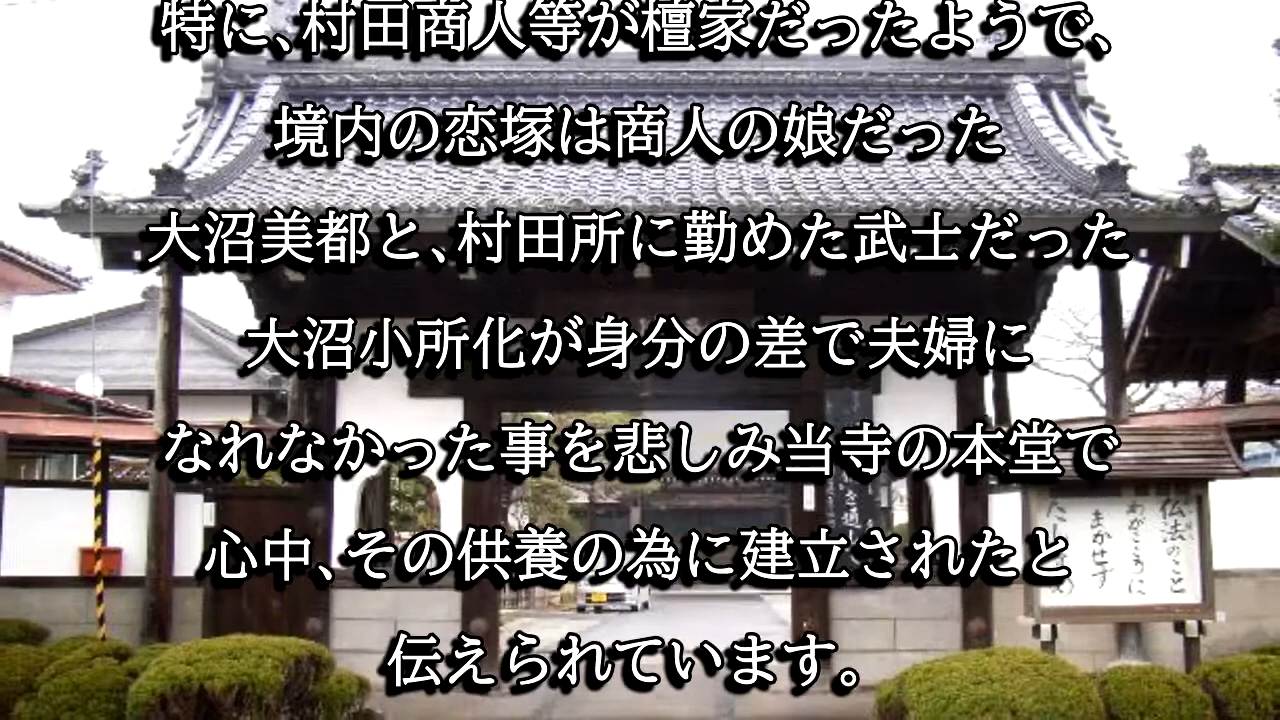 特に、村田商人等が檀家だったようで、
境内の恋塚は商人の娘だった
大沼美都と、村田所に勤めた武士だった
大沼小所化が身分の差で夫婦に
なれなかった事を悲しみ当寺の本堂で
心中、その供養の為に建立されたと
伝えられています。
仏法のこと
わがこうに
まかせず